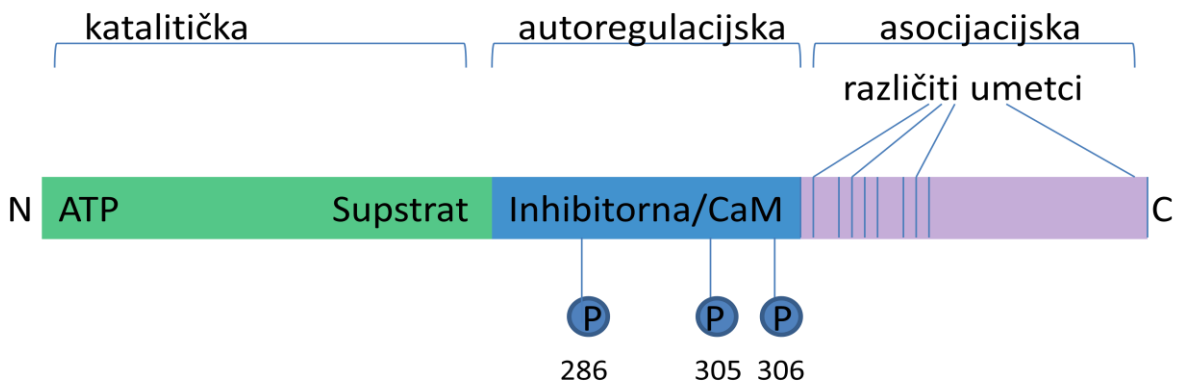 katalitička autoregulacijska asocijacijska
različiti umetci
N ATP Supstrat Inhibitorna/CaM C
P P P
286 305 306